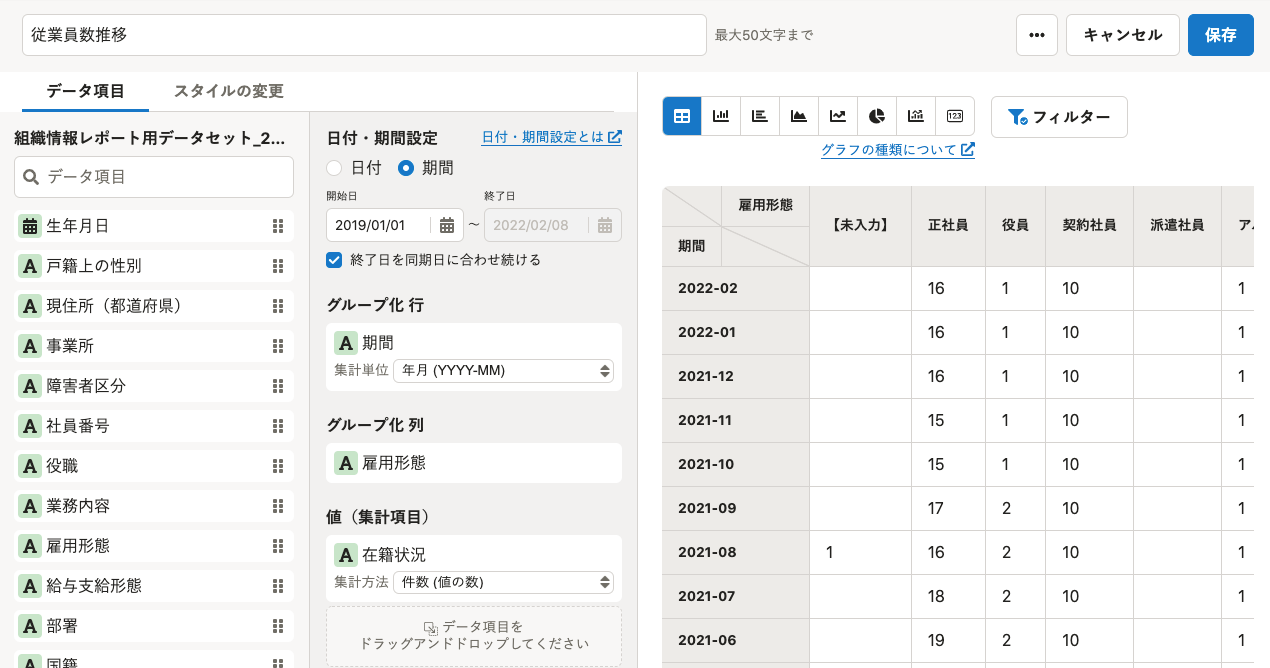 従業員数推移
最大50文字まで
キャンセル
保存
データ項目
スタイルの変更
組織情報レポート用データセット_2...
データ項目
生年月日
A 戸籍上の性別
A 現住所（都道府県）
A 事業所
A 障害者区分
A 社員番号
A 役職
A 業務内容
A 雇用形態
A 給与支給形態
A 部署
A 国籍
日付・期間設定
日付・期間設定とは
日付
期間
開始日
終了日
2019/01/01
～
2022/02/08
終了日を同期日に合わせ続ける
グループ化 行
A 期間
集計単位
年月 (YYYY-MM)
グループ化 列
A 雇用形態
値（集計項目）
A 在籍状況
集計方法
件数 (値の数)
データ項目を
ドラッグアンドドロップしてください
123
フィルター
グラフの種類について
雇用形態
期間
【未入力】 正社員 役員 契約社員 派遣社員 アル
2022-02 16 1 10 1
2022-01 16 1 10 1
2021-12 16 1 10 1
2021-11 15 1 10 1
2021-10 15 1 10 1
2021-09 17 2 10 1
2021-08 1 16 2 10 1
2021-07 18 2 10 1
2021-06 19 2 10 1